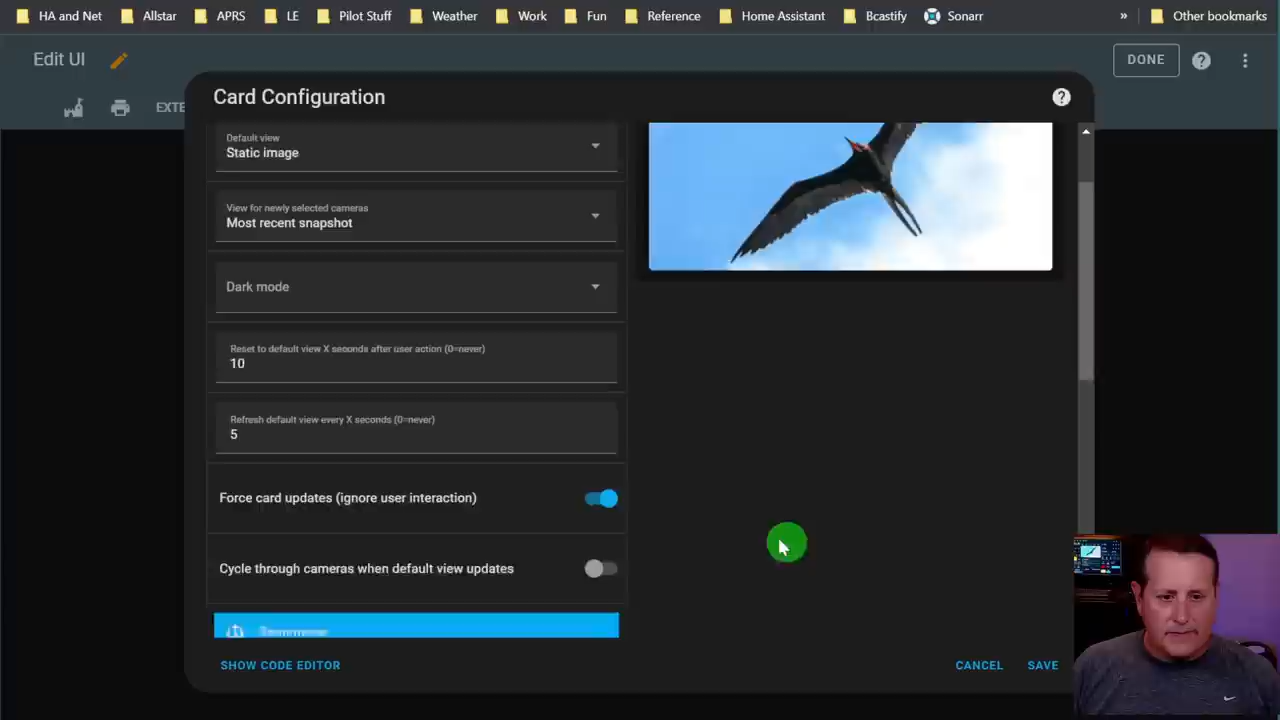 HA and Net Allstar APRS LE Pilot Stuff Weather Work Fun Reference Home Assistant Bcastify Sonarr » Other bookmarks
Edit UI DONE
EXTE
Card Configuration
Default view
Static image
View for newly selected cameras
Most recent snapshot
Dark mode
Reset to default view X seconds after user action (0=never)
10
Refresh default view every X seconds (0=never)
5
Force card updates (ignore user interaction)
Cycle through cameras when default view updates
SHOW CODE EDITOR CANCEL SAVE